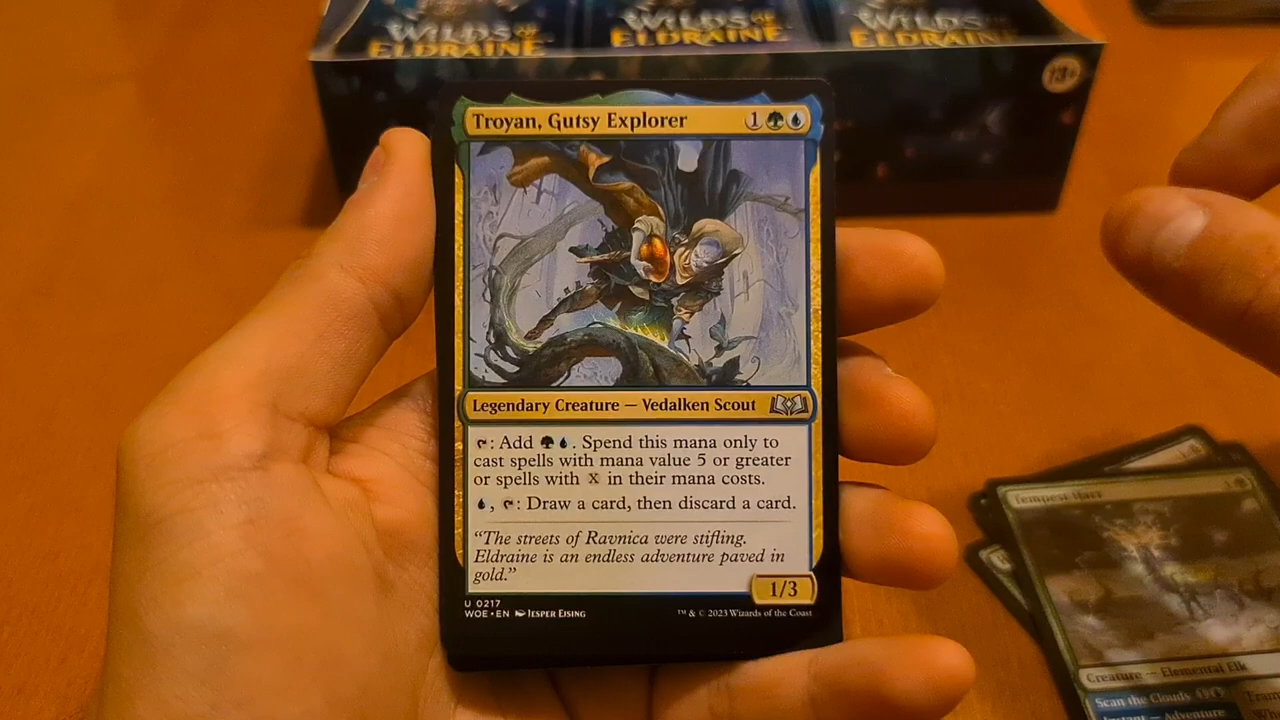 WILDS OF
ELDRAINE
WILDS OF
ELDRAINE
WILDS OF
ELDRAINE
13+
Troyan, Gutsy Explorer 1
Legendary Creature — Vedalken Scout
: Add . Spend this mana only to
cast spells with mana value 5 or greater
or spells with X in their mana costs.
, : Draw a card, then discard a card.
“The streets of Ravnica were stifling.
Eldraine is an endless adventure paved in
gold.”
1/3
U 0217
WOE • EN Jesper Ejsing
™ & © 2023 Wizards of the Coast
Tempest Hart
Creature — Elemental Elk
Scan the Clouds
Instant — Adventure